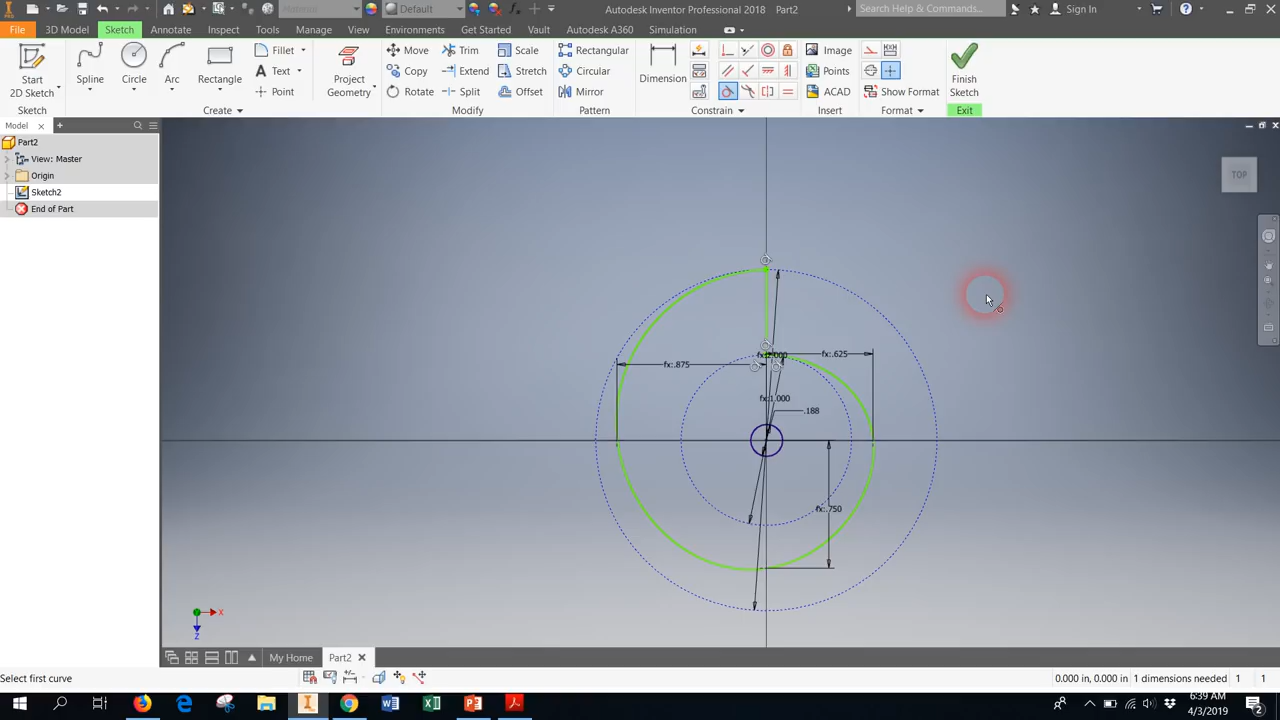 Material
Default
Autodesk Inventor Professional 2018 Part2
Search Help & Commands...
Sign In
File 3D Model Sketch Annotate Inspect Tools Manage View Environments Get Started Vault Autodesk A360 Simulation
Start
2D Sketch
Spline
Circle
Arc
Rectangle
Fillet
Text
Point
Project
Geometry
Move
Copy
Rotate
Trim
Extend
Split
Scale
Stretch
Offset
Rectangular
Circular
Mirror
Dimension
Image
Points
ACAD
Show Format
Finish
Sketch
Sketch Create Modify Pattern Constrain Insert Format Exit
Model
Part2
View: Master
Origin
Sketch2
End of Part
TOP
fx:.625
fx:.875
fx:1.000
.188
fx:.750
X
Z
My Home Part2
Select first curve
0.000 in, 0.000 in 1 dimensions needed 1 1
6:39 AM
4/3/2019
2